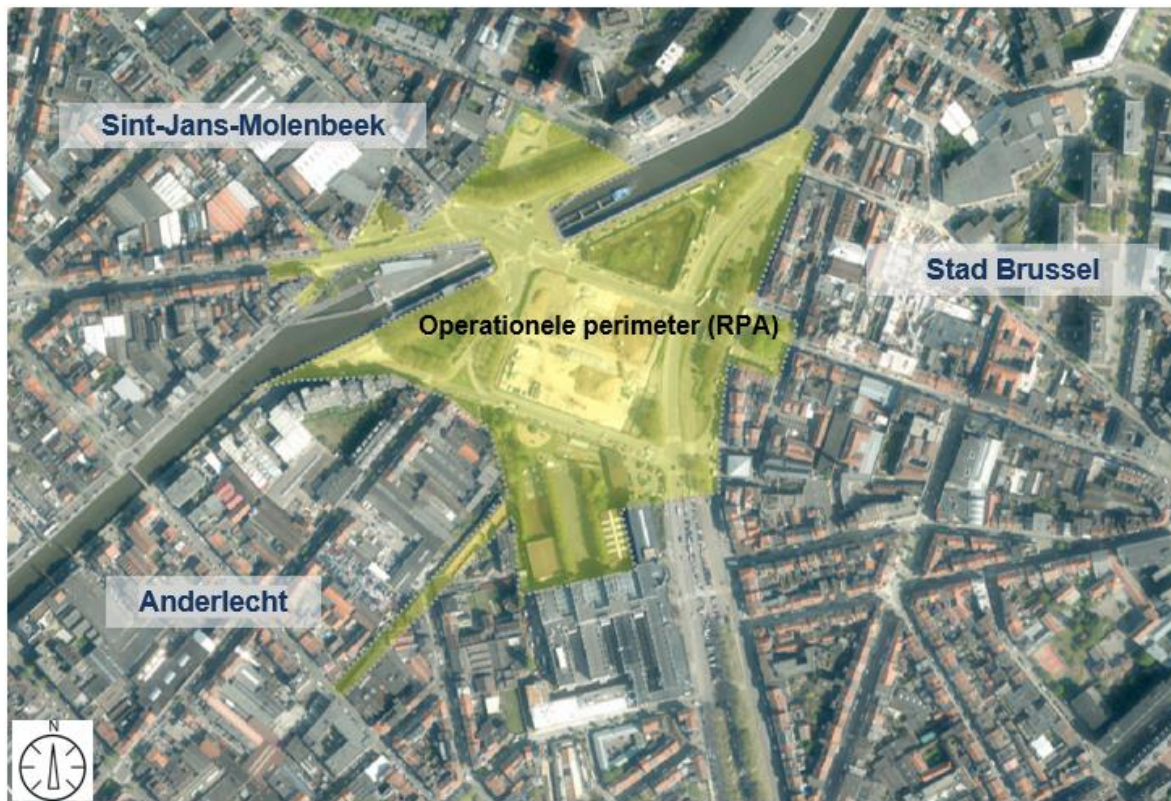 Sint-Jans-Molenbeek
Stad Brussel
Operationele perimeter (RPA)
Anderlecht
N